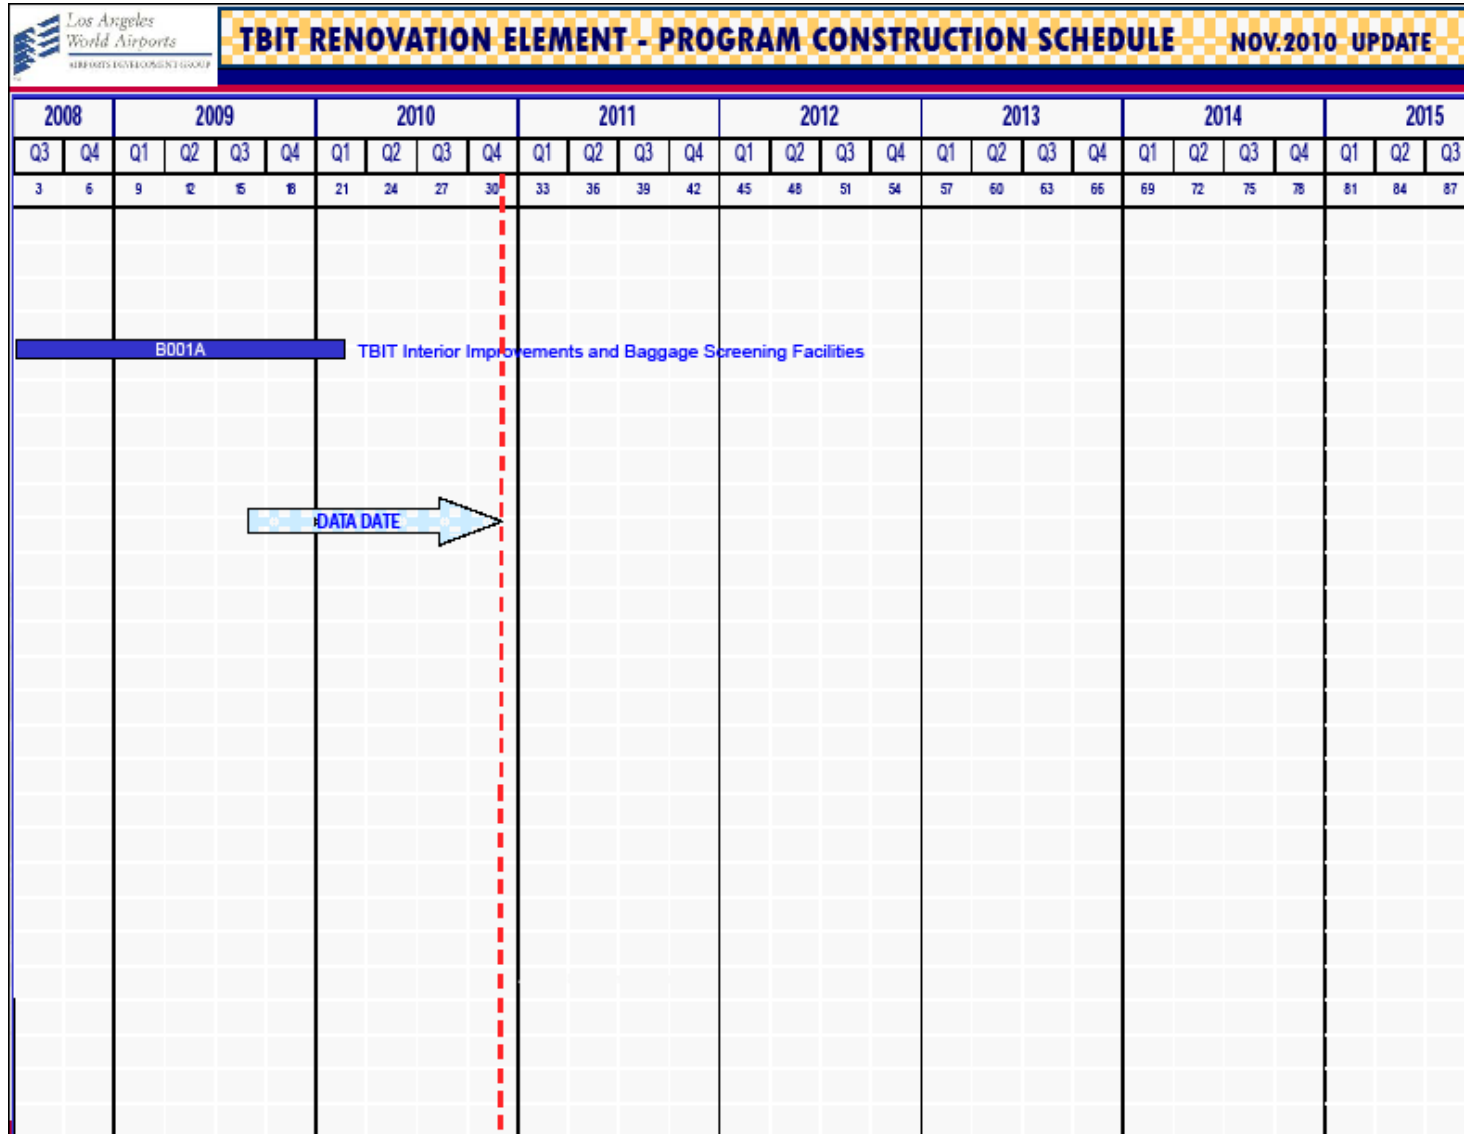 Los Angeles
World Airports
AIRPORTS DEVELOPMENT GROUP
TBIT RENOVATION ELEMENT - PROGRAM CONSTRUCTION SCHEDULE NOV.2010 UPDATE
2008 2009 2010 2011 2012 2013 2014 2015
Q3 Q4 Q1 Q2 Q3 Q4 Q1 Q2 Q3 Q4 Q1 Q2 Q3 Q4 Q1 Q2 Q3 Q4 Q1 Q2 Q3 Q4 Q1 Q2 Q3 Q4 Q1 Q2 Q3
3 6 9 12 15 18 21 24 27 30 33 36 39 42 45 48 51 54 57 60 63 66 69 72 75 78 81 84 87
B001A TBIT Interior Improvements and Baggage Screening Facilities
DATA DATE